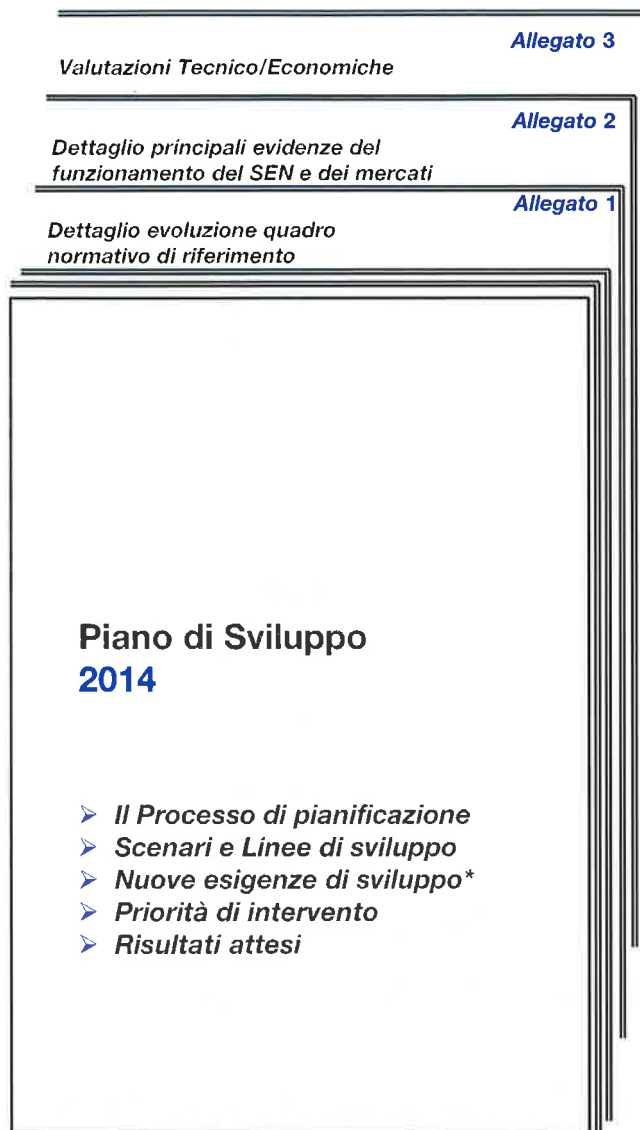 Allegato 3
Valutazioni Tecnico/Economiche
Allegato 2
Dettaglio principali evidenze del
funzionamento del SEN e dei mercati
Allegato 1
Dettaglio evoluzione quadro
normativo di riferimento
Piano di Sviluppo
2014
➢ Il Processo di pianificazione
➢ Scenari e Linee di sviluppo
➢ Nuove esigenze di sviluppo*
➢ Priorità di intervento
➢ Risultati attesi